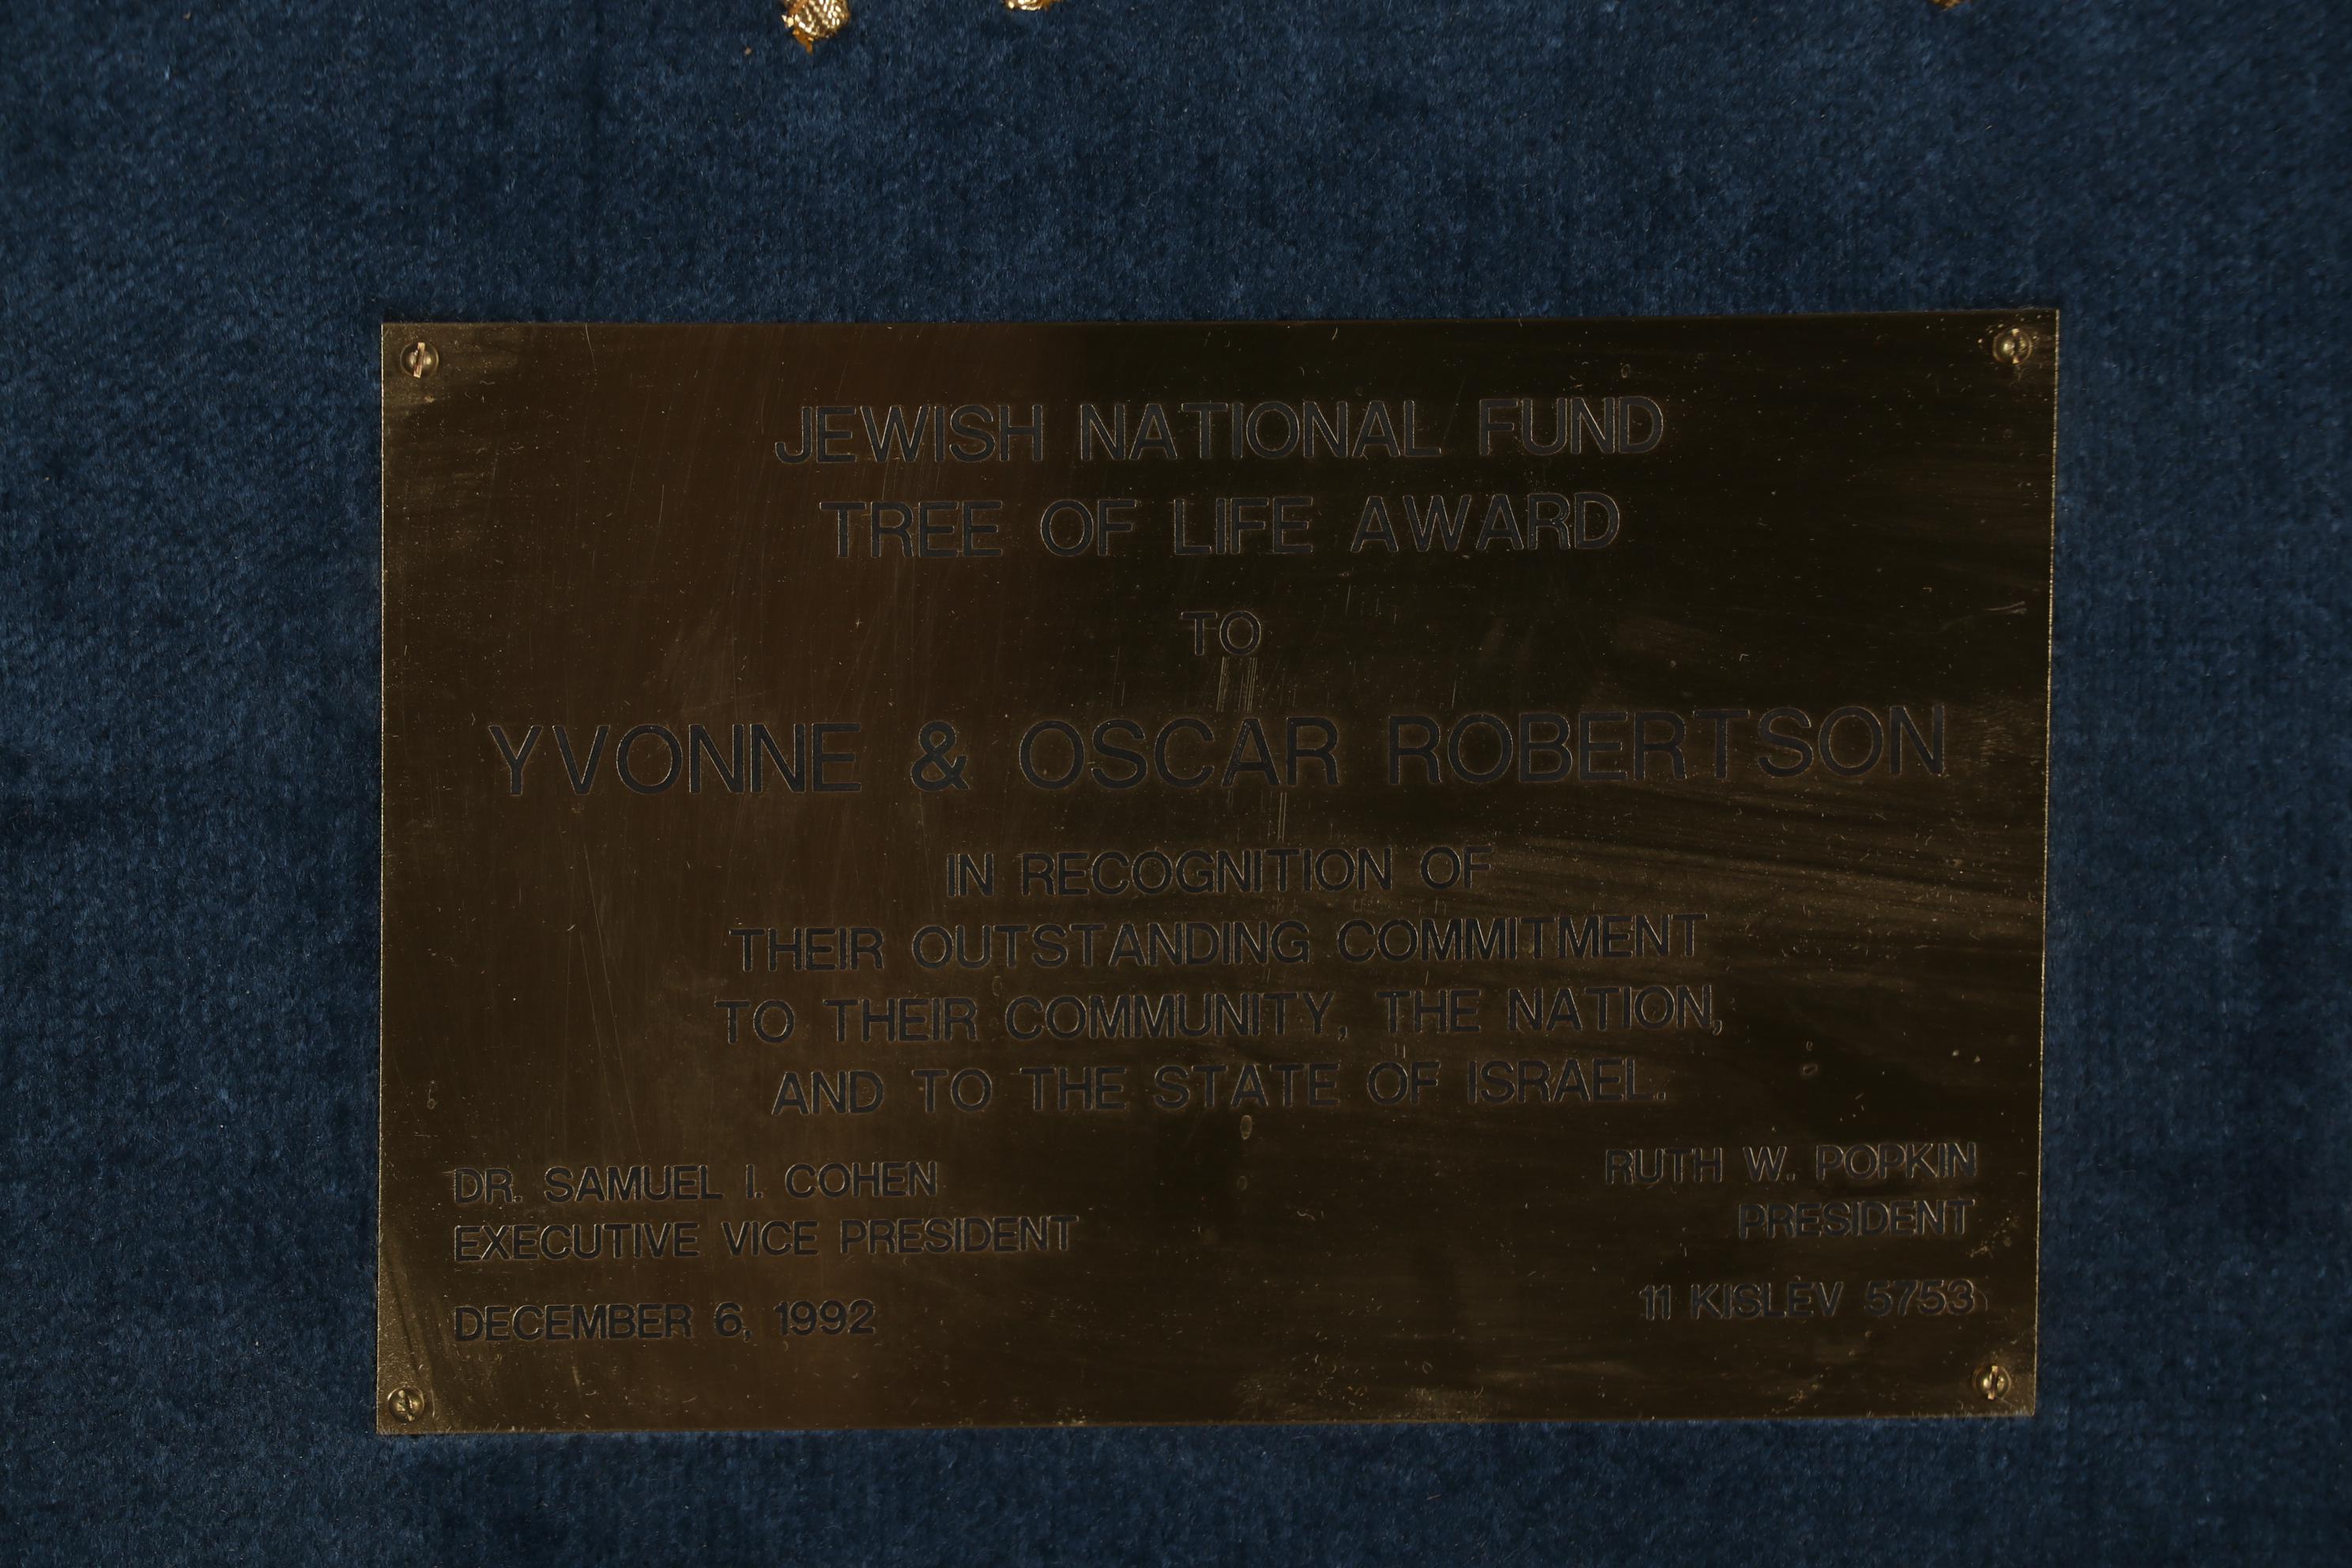 JEWISH NATIONAL FUND
TREE OF LIFE AWARD
TO
YVONNE & OSCAR ROBERTSON
IN RECOGNITION OF
THEIR OUTSTANDING COMMITMENT
TO THEIR COMMUNITY, THE NATION,
AND TO THE STATE OF ISRAEL.
DR. SAMUEL I. COHEN
EXECUTIVE VICE PRESIDENT
DECEMBER 6, 1992
RUTH W. POPKIN
PRESIDENT
11 KISLEV 5753